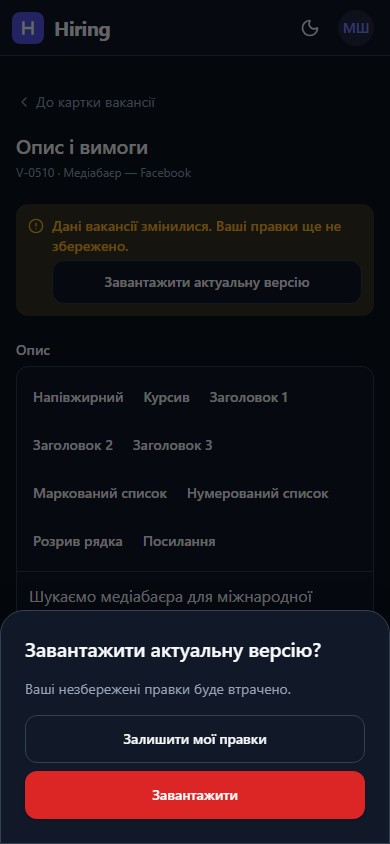 H Hiring МШ
До картки вакансії
Опис і вимоги
V-0510 · Медіабаєр — Facebook
Дані вакансії змінилися. Ваші правки ще не
збережено.
Завантажити актуальну версію
Опис
Напівжирний Курсив Заголовок 1
Заголовок 2 Заголовок 3
Маркований список Нумерований список
Розрив рядка Посилання
Шукаємо медіабаєра для міжнародної
Завантажити актуальну версію?
Ваші незбережені правки буде втрачено.
Залишити мої правки
Завантажити